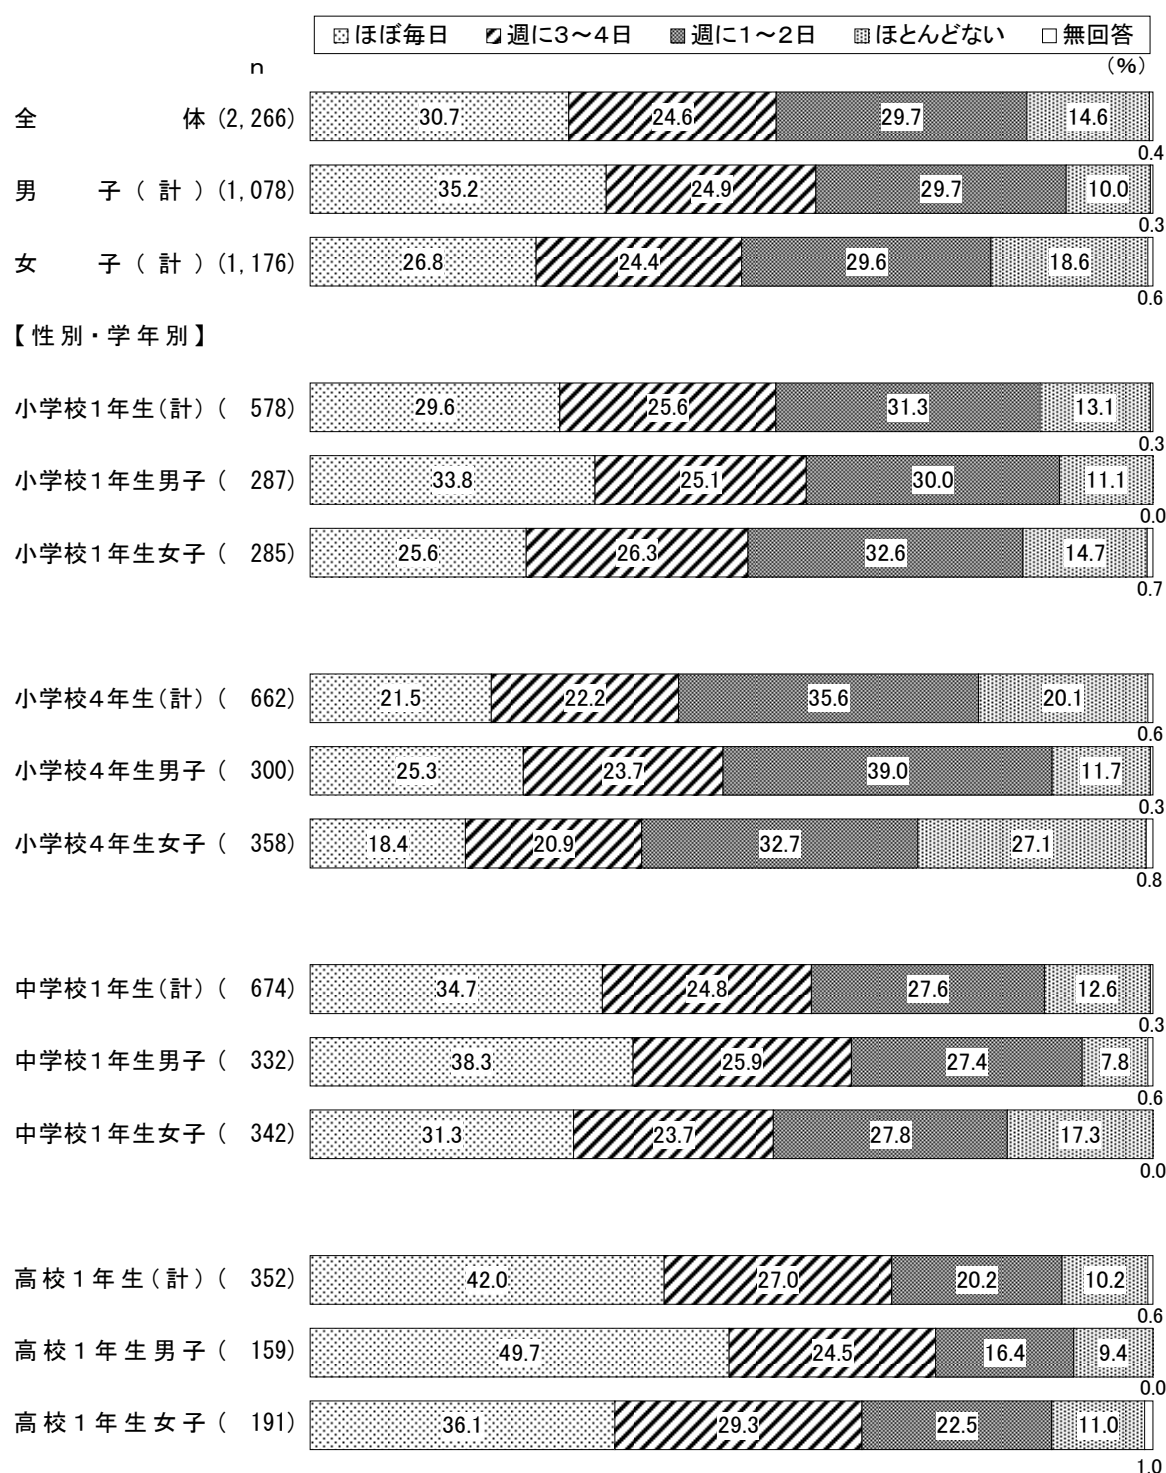 ほぼ毎日 週に3～4日 週に1～2日 ほとんどない 無回答
n (%)
全体 (2,266) 30.7 24.6 29.7 14.6
0.4
男子(計) (1,078) 35.2 24.9 29.7 10.0
0.3
女子(計) (1,176) 26.8 24.4 29.6 18.6
0.6
【性別・学年別】
小学校1年生(計) (578) 29.6 25.6 31.3 13.1
0.3
小学校1年生男子 (287) 33.8 25.1 30.0 11.1
0.0
小学校1年生女子 (285) 25.6 26.3 32.6 14.7
0.7
小学校4年生(計) (662) 21.5 22.2 35.6 20.1
0.6
小学校4年生男子 (300) 25.3 23.7 39.0 11.7
0.3
小学校4年生女子 (358) 18.4 20.9 32.7 27.1
0.8
中学校1年生(計) (674) 34.7 24.8 27.6 12.6
0.3
中学校1年生男子 (332) 38.3 25.9 27.4 7.8
0.6
中学校1年生女子 (342) 31.3 23.7 27.8 17.3
0.0
高校1年生(計) (352) 42.0 27.0 20.2 10.2
0.6
高校1年生男子 (159) 49.7 24.5 16.4 9.4
0.0
高校1年生女子 (191) 36.1 29.3 22.5 11.0
1.0